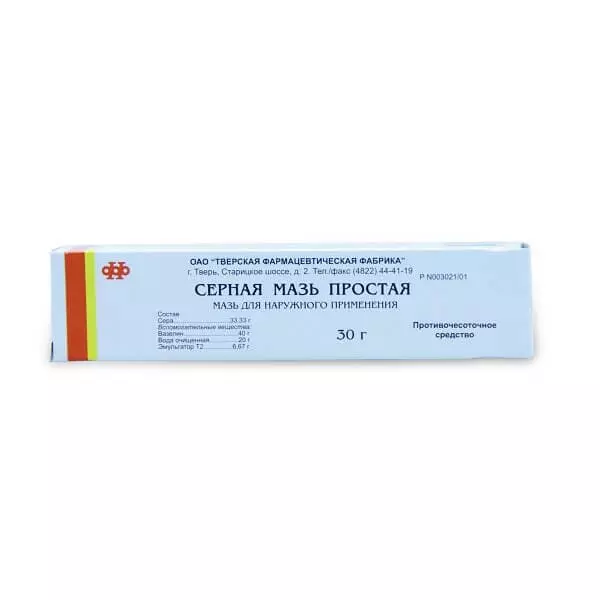 ОАО "ТВЕРСКАЯ ФАРМАЦЕВТИЧЕСКАЯ ФАБРИКА"
г. Тверь, Старицкое шоссе, д. 2. Тел./факс (4822) 44-41-19
Р N003021/01
СЕРНАЯ МАЗЬ ПРОСТАЯ
МАЗЬ ДЛЯ НАРУЖНОГО ПРИМЕНЕНИЯ
Состав
Сера....................33,33 г
Вспомогательные вещества:
Вазелин....................40 г
Вода очищенная............20 г
Эмульгатор Т2............6,67 г
30 г
Противочесоточное
средство